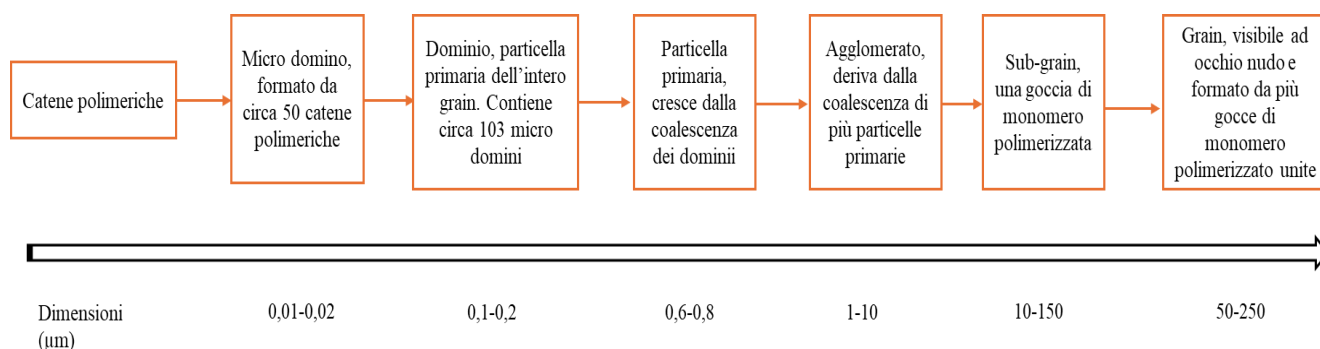 Catene polimeriche
Micro domino,
formato da
circa 50 catene
polimeriche
Dominio, particella
primaria dell'intero
grain. Contiene
circa 103 micro
domini
Particella
primaria,
cresce dalla
coalescenza
dei dominii
Agglomerato,
deriva dalla
coalescenza di
più particelle
primarie
Sub-grain,
una goccia di
monomero
polimerizzata
Grain, visibile ad
occhio nudo e
formato da più
gocce di
monomero
polimerizzato unite
Dimensioni
(µm)
0,01-0,02
0,1-0,2
0,6-0,8
1-10
10-150
50-250